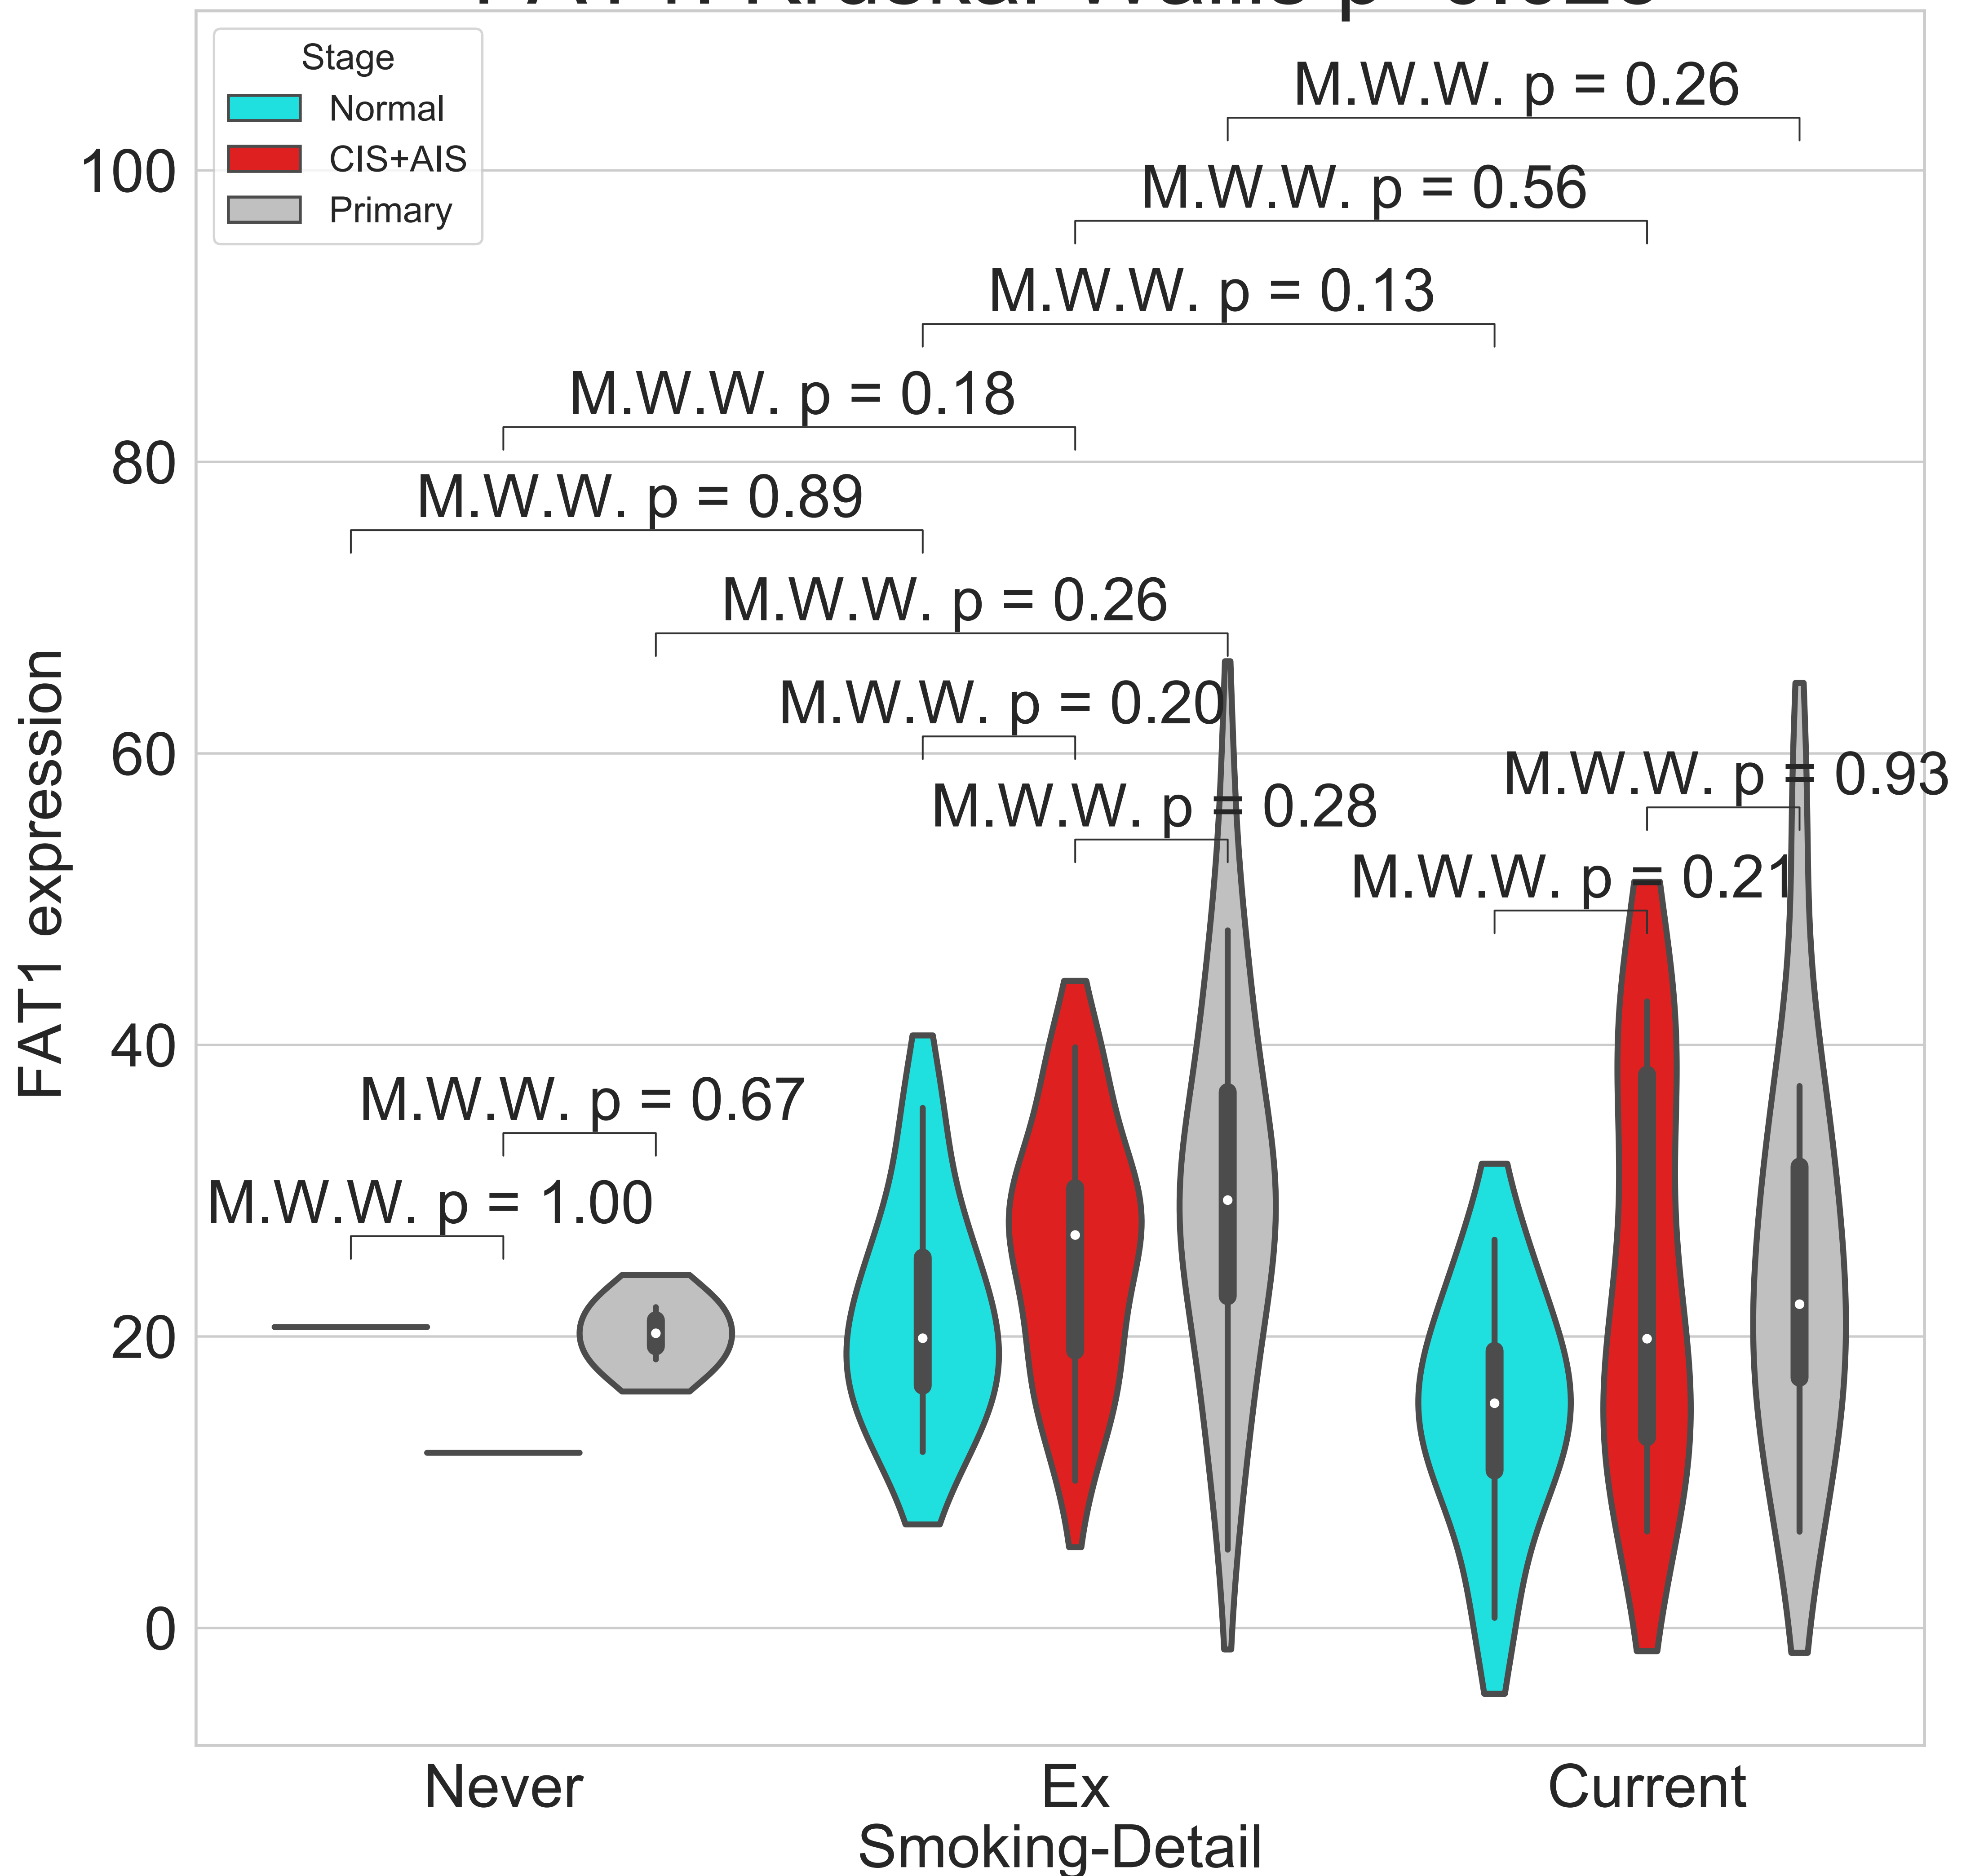 Stage
Normal
CIS+AIS
Primary
M.W.W. p = 0.26
M.W.W. p = 0.56
M.W.W. p = 0.13
M.W.W. p = 0.18
M.W.W. p = 0.89
M.W.W. p = 0.26
M.W.W. p = 0.20
M.W.W. p = 0.28
M.W.W. p = 0.93
M.W.W. p = 0.21
M.W.W. p = 0.67
M.W.W. p = 1.00
100
80
60
40
20
0
FAT1 expression
Never
Ex
Current
Smoking-Detail